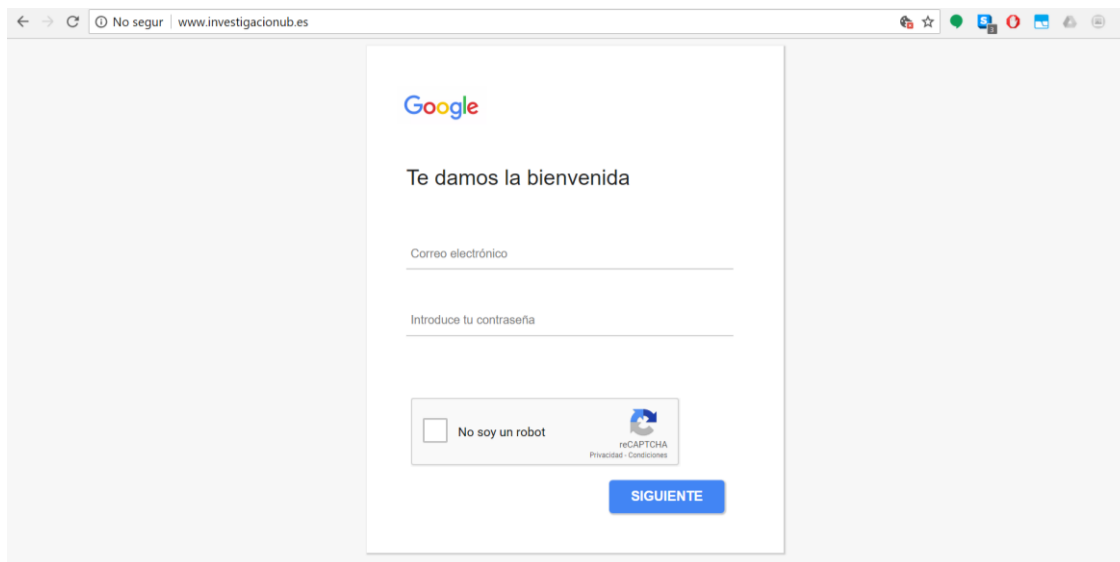 No segur www.investigacionub.es
Google
Te damos la bienvenida
Correo electrónico
Introduce tu contraseña
No soy un robot
reCAPTCHA
Privacidad - Condiciones
SIGUIENTE